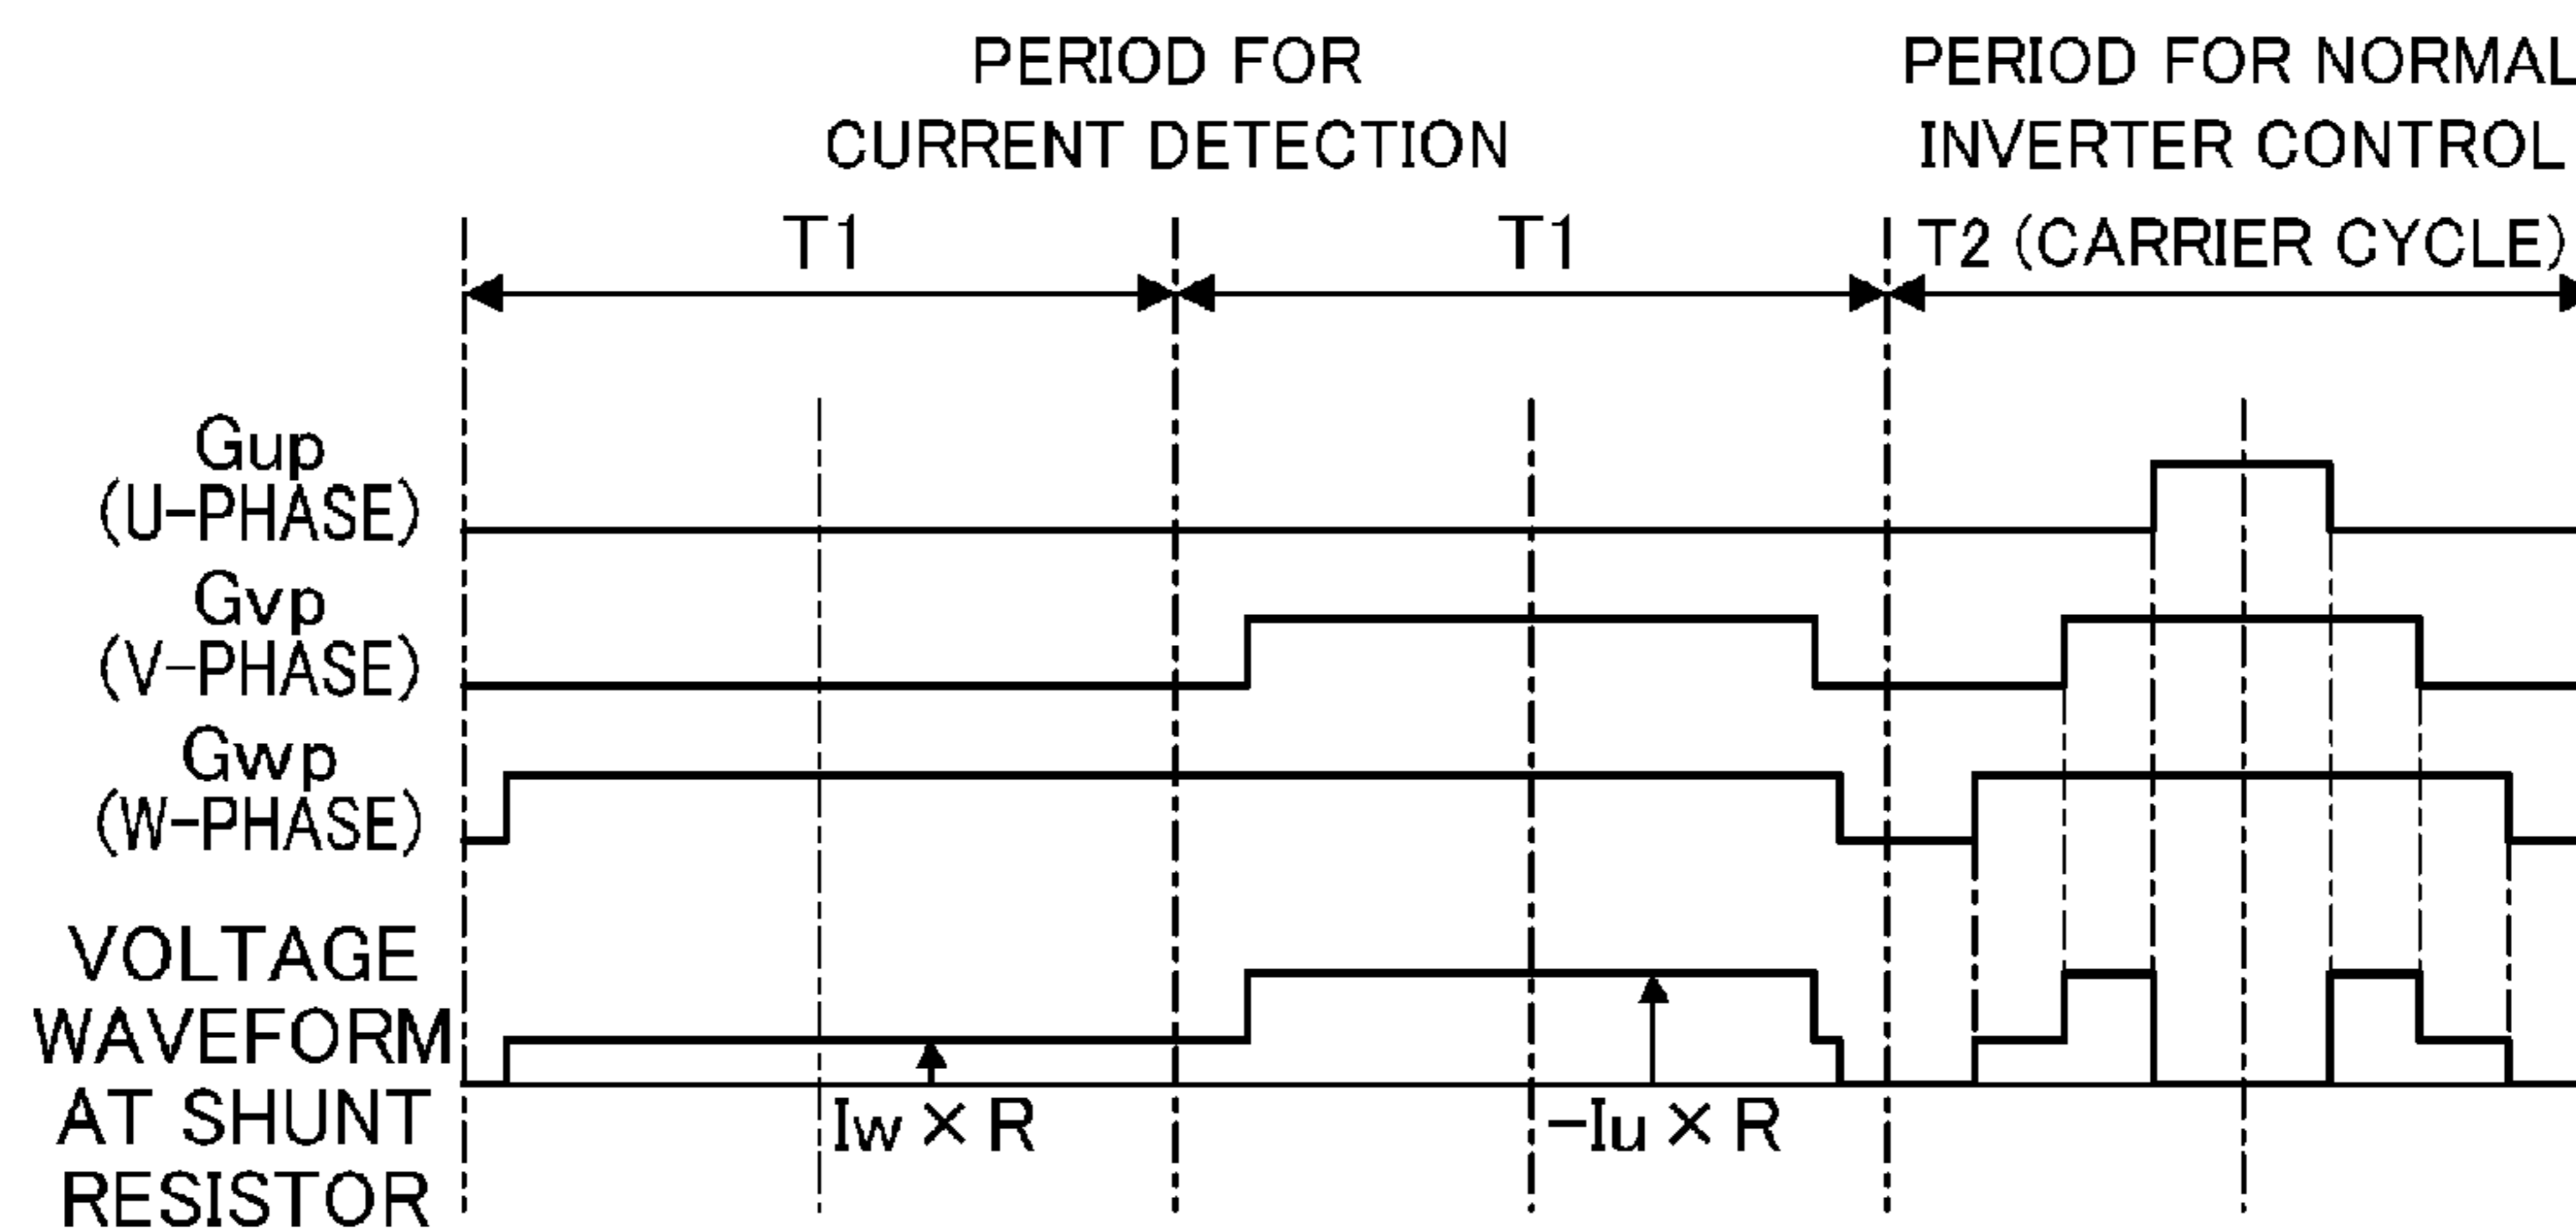 PERIOD FOR
CURRENT DETECTION
PERIOD FOR NORMAL
INVERTER CONTROL
T1
T1
T2 (CARRIER CYCLE)
Gup
(U-PHASE)
Gvp
(V-PHASE)
Gwp
(W-PHASE)
VOLTAGE
WAVEFORM
AT SHUNT
RESISTOR
Iw × R
-Iu × R